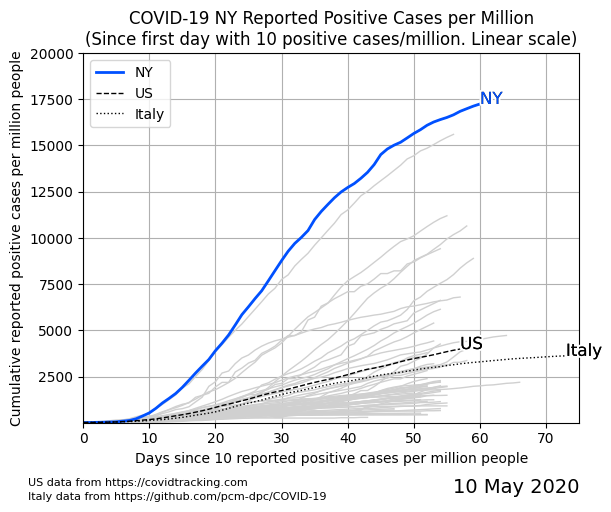 COVID-19 NY Reported Positive Cases per Million
(Since first day with 10 positive cases/million. Linear scale)
Cumulative reported positive cases per million people
20000
17500
15000
12500
10000
7500
5000
2500
NY
US
Italy
NY
US
Italy
0
10
20
30
40
50
60
70
Days since 10 reported positive cases per million people
US data from https://covidtracking.com
Italy data from https://github.com/pcm-dpc/COVID-19
10 May 2020